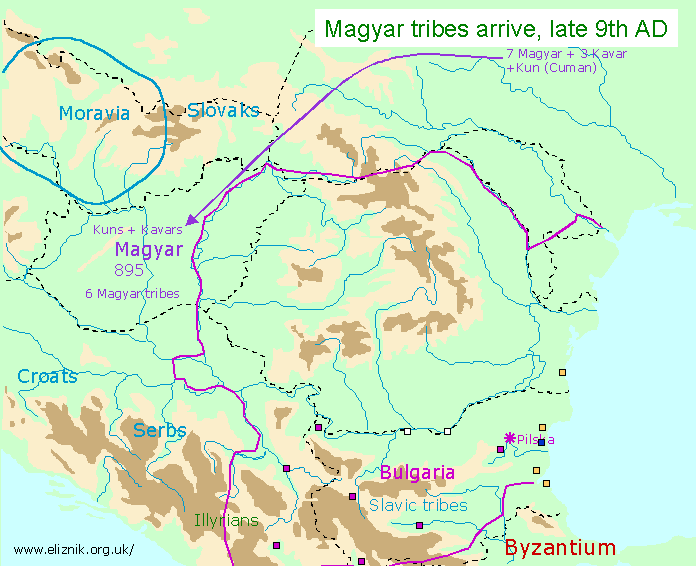 Magyar tribes arrive, late 9th AD
7 Magyar + 3 Kavar
+Kun (Cuman)
Moravia
Slovaks
Kuns + Kavars
Magyar
895
6 Magyar tribes
Croats
Serbs
Pilska
Bulgaria
Slavic tribes
Illyrians
www.eliznik.org.uk/
Byzantium